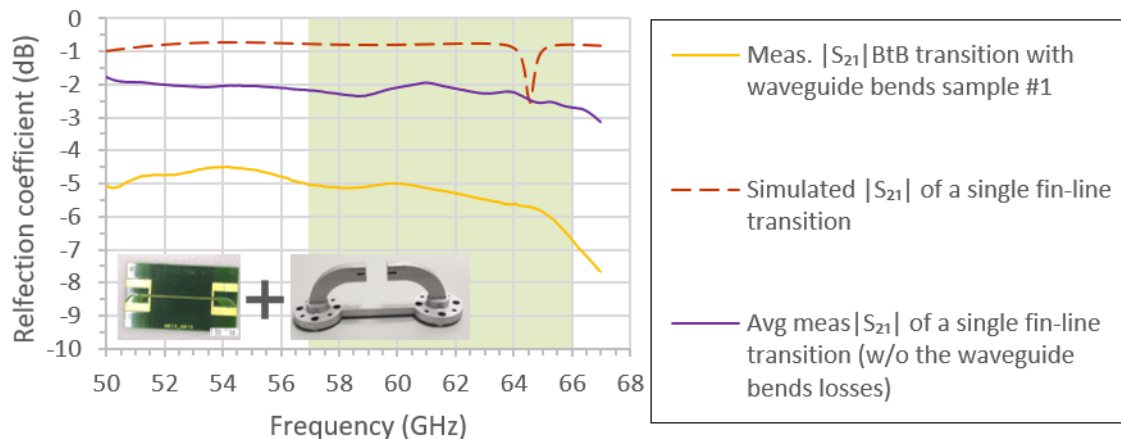 Relfection coefficient (dB)
0
-1
-2
-3
-4
-5
-6
-7
-8
-9
-10
50 52 54 56 58 60 62 64 66 68
Frequency (GHz)
Meas. |S₂₁|BtB transition with
waveguide bends sample #1
Simulated |S₂₁| of a single fin-line
transition
Avg meas|S₂₁| of a single fin-line
transition (w/o the waveguide
bends losses)